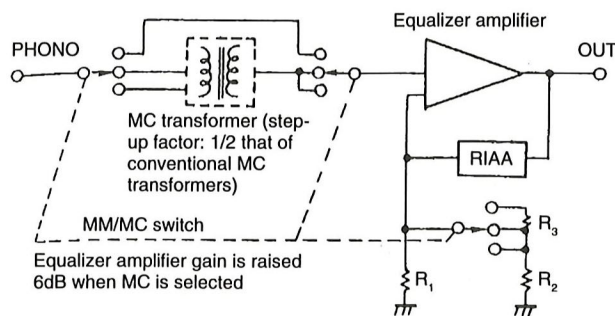 Equalizer amplifier
PHONO
OUT
MC transformer (step-
up factor: 1/2 that of
conventional MC
transformers)
RIAA
MM/MC switch
R3
Equalizer amplifier gain is raised
6dB when MC is selected
R1
R2